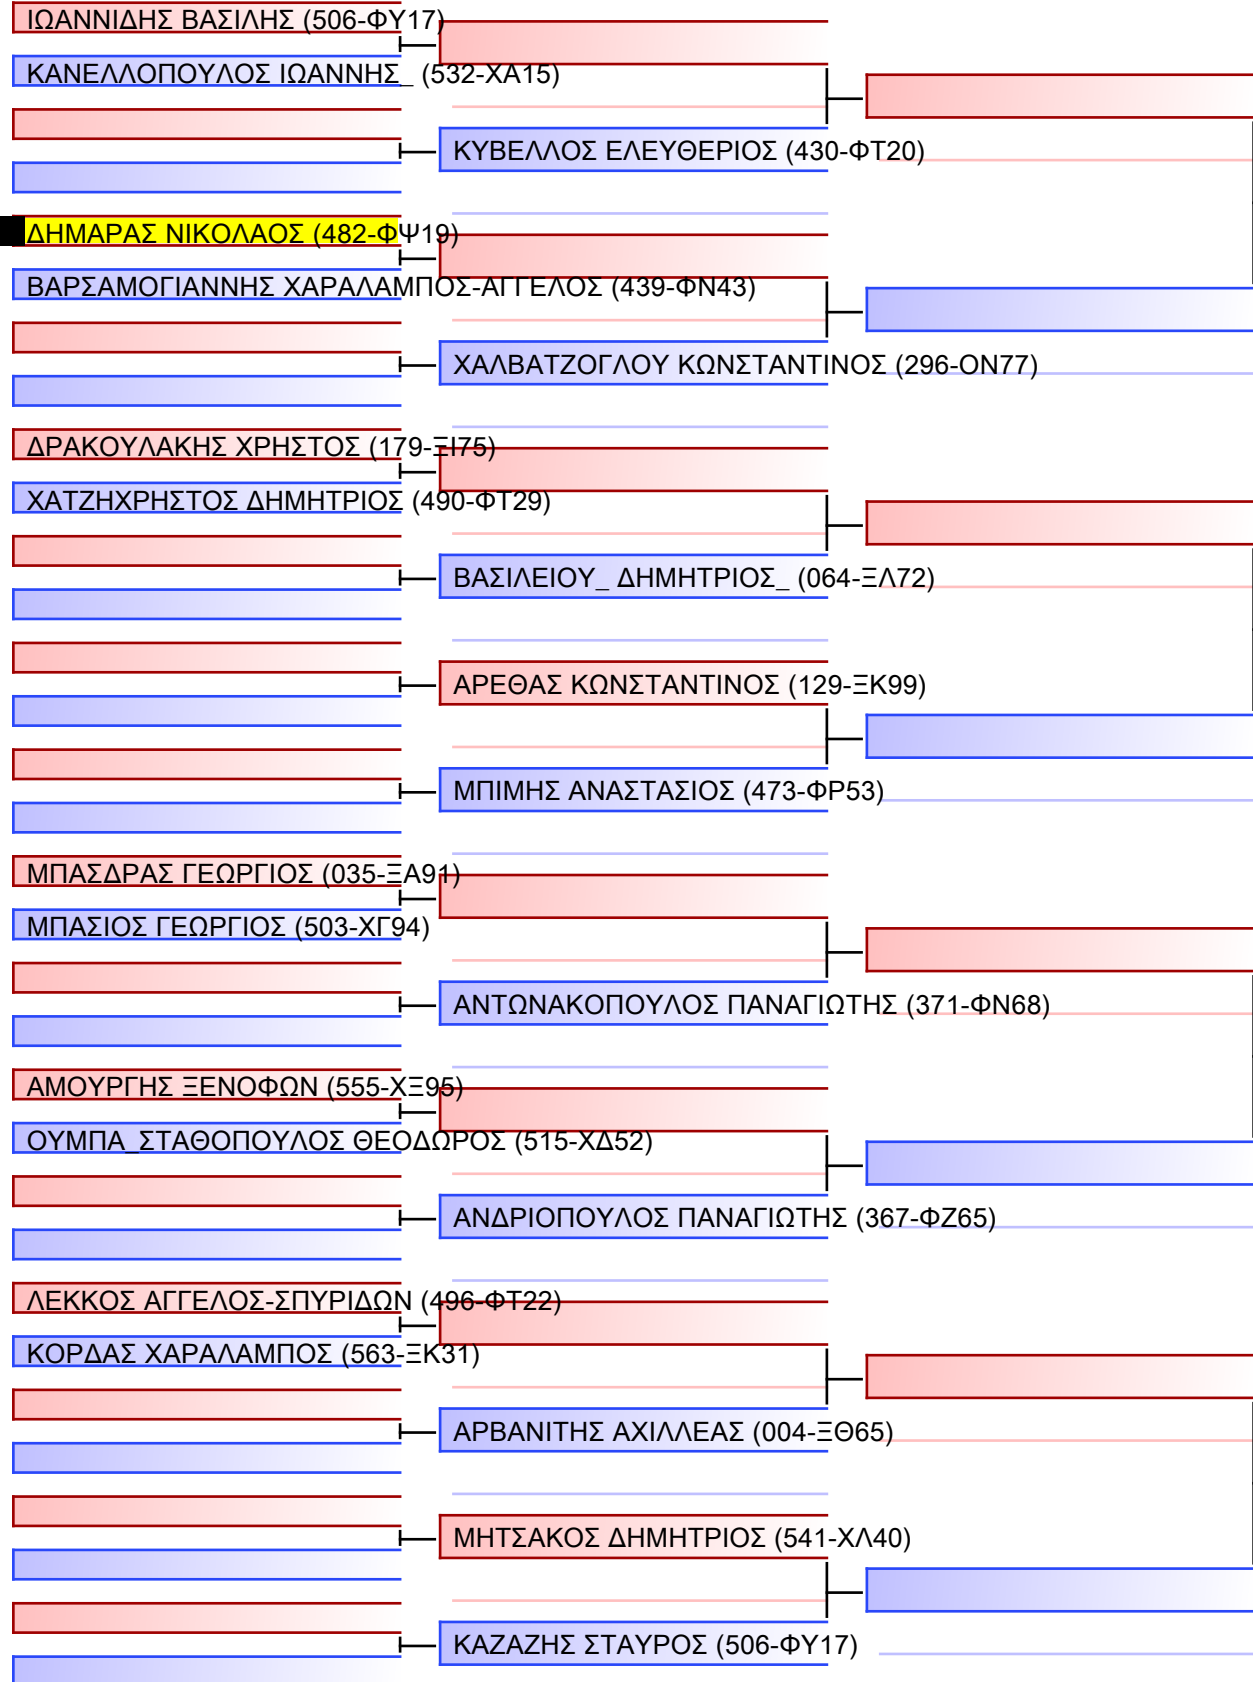 ΙΩΑΝΝΙΔΗΣ ΒΑΣΙΛΗΣ (506-ΦΥ17)
ΚΑΝΕΛΛΟΠΟΥΛΟΣ ΙΩΑΝΝΗΣ_ (532-ΧΑ15)
ΚΥΒΕΛΛΟΣ ΕΛΕΥΘΕΡΙΟΣ (430-ΦΤ20)
ΔΗΜΑΡΑΣ ΝΙΚΟΛΑΟΣ (482-ΦΨ19)
ΒΑΡΣΑΜΟΓΙΑΝΝΗΣ ΧΑΡΑΛΑΜΠΟΣ-ΑΓΓΕΛΟΣ (439-ΦΝ43)
ΧΑΛΒΑΤΖΟΓΛΟΥ ΚΩΝΣΤΑΝΤΙΝΟΣ (296-ΟΝ77)
ΔΡΑΚΟΥΛΑΚΗΣ ΧΡΗΣΤΟΣ (179-ΞΙ75)
ΧΑΤΖΗΧΡΗΣΤΟΣ ΔΗΜΗΤΡΙΟΣ (490-ΦΤ29)
ΒΑΣΙΛΕΙΟΥ_ ΔΗΜΗΤΡΙΟΣ_ (064-ΞΛ72)
ΑΡΕΘΑΣ ΚΩΝΣΤΑΝΤΙΝΟΣ (129-ΞΚ99)
ΜΠΙΜΗΣ ΑΝΑΣΤΑΣΙΟΣ (473-ΦΡ53)
ΜΠΑΣΔΡΑΣ ΓΕΩΡΓΙΟΣ (035-ΞΑ91)
ΜΠΑΣΙΟΣ ΓΕΩΡΓΙΟΣ (503-ΧΓ94)
ΑΝΤΩΝΑΚΟΠΟΥΛΟΣ ΠΑΝΑΓΙΩΤΗΣ (371-ΦΝ68)
ΑΜΟΥΡΓΗΣ ΞΕΝΟΦΩΝ (555-ΧΞ95)
ΟΥΜΠΑ_ΣΤΑΘΟΠΟΥΛΟΣ ΘΕΟΔΩΡΟΣ (515-ΧΔ52)
ΑΝΔΡΙΟΠΟΥΛΟΣ ΠΑΝΑΓΙΩΤΗΣ (367-ΦΖ65)
ΛΕΚΚΟΣ ΑΓΓΕΛΟΣ-ΣΠΥΡΙΔΩΝ (496-ΦΤ22)
ΚΟΡΔΑΣ ΧΑΡΑΛΑΜΠΟΣ (563-ΞΚ31)
ΑΡΒΑΝΙΤΗΣ ΑΧΙΛΛΕΑΣ (004-ΞΘ65)
ΜΗΤΣΑΚΟΣ ΔΗΜΗΤΡΙΟΣ (541-ΧΛ40)
ΚΑΖΑΖΗΣ ΣΤΑΥΡΟΣ (506-ΦΥ17)